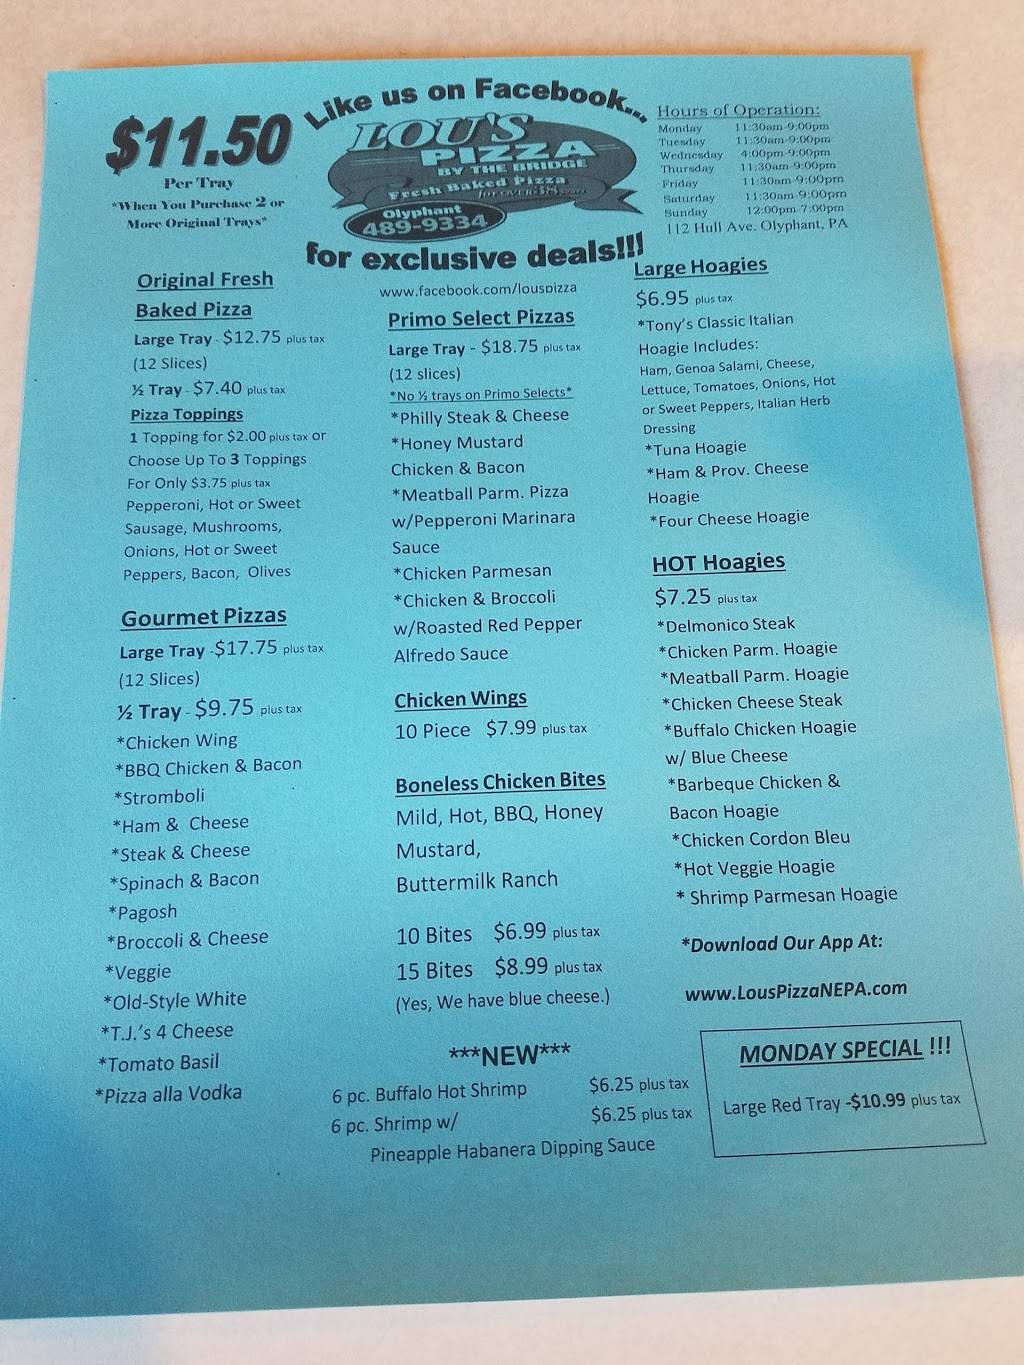 Like us on Facebook...
$11.50
Per Tray
*When You Purchase 2 or
More Original Trays*
LOU'S
PIZZA
BY THE BRIDGE
Fresh Baked Pizza
for over 38 years
Olyphant
489-9334
for exclusive deals!!!
www.facebook.com/louspizza
Hours of Operation:
Monday 11:30am-9:00pm
Tuesday 11:30am-9:00pm
Wednesday 4:00pm-9:00pm
Thursday 11:30am-9:00pm
Friday 11:30am-9:00pm
Saturday 11:30am-9:00pm
Sunday 12:00pm-7:00pm
112 Hull Ave. Olyphant, PA
Original Fresh
Baked Pizza
Large Tray - $12.75 plus tax
(12 Slices)
½ Tray - $7.40 plus tax
Pizza Toppings
1 Topping for $2.00 plus tax or
Choose Up To 3 Toppings
For Only $3.75 plus tax
Pepperoni, Hot or Sweet
Sausage, Mushrooms,
Onions, Hot or Sweet
Peppers, Bacon, Olives
Gourmet Pizzas
Large Tray -$17.75 plus tax
(12 Slices)
½ Tray - $9.75 plus tax
*Chicken Wing
*BBQ Chicken & Bacon
*Stromboli
*Ham & Cheese
*Steak & Cheese
*Spinach & Bacon
*Pagosh
*Broccoli & Cheese
*Veggie
*Old-Style White
*T.J.'s 4 Cheese
*Tomato Basil
*Pizza alla Vodka
Primo Select Pizzas
Large Tray - $18.75 plus tax
(12 slices)
*No ½ trays on Primo Selects*
*Philly Steak & Cheese
*Honey Mustard
Chicken & Bacon
*Meatball Parm. Pizza
w/Pepperoni Marinara
Sauce
*Chicken Parmesan
*Chicken & Broccoli
w/Roasted Red Pepper
Alfredo Sauce
Chicken Wings
10 Piece $7.99 plus tax
Boneless Chicken Bites
Mild, Hot, BBQ, Honey
Mustard,
Buttermilk Ranch
10 Bites $6.99 plus tax
15 Bites $8.99 plus tax
(Yes, We have blue cheese.)
***NEW***
6 pc. Buffalo Hot Shrimp $6.25 plus tax
6 pc. Shrimp w/ $6.25 plus tax
Pineapple Habanera Dipping Sauce
Large Hoagies
$6.95 plus tax
*Tony's Classic Italian
Hoagie Includes:
Ham, Genoa Salami, Cheese,
Lettuce, Tomatoes, Onions, Hot
or Sweet Peppers, Italian Herb
Dressing
*Tuna Hoagie
*Ham & Prov. Cheese
Hoagie
*Four Cheese Hoagie
HOT Hoagies
$7.25 plus tax
*Delmonico Steak
*Chicken Parm. Hoagie
*Meatball Parm. Hoagie
*Chicken Cheese Steak
*Buffalo Chicken Hoagie
w/ Blue Cheese
*Barbeque Chicken &
Bacon Hoagie
*Chicken Cordon Bleu
*Hot Veggie Hoagie
* Shrimp Parmesan Hoagie
*Download Our App At:
www.LousPizzaNEPA.com
MONDAY SPECIAL !!!
Large Red Tray -$10.99 plus tax